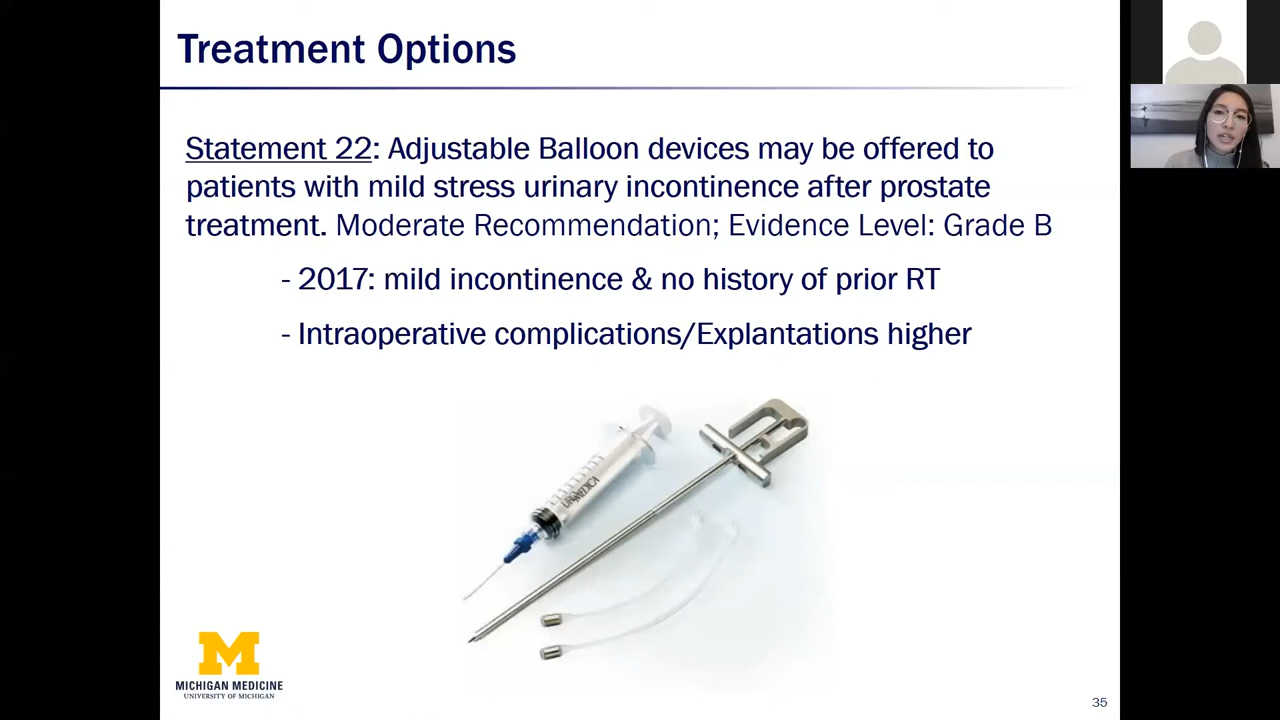 Treatment Options
Statement 22: Adjustable Balloon devices may be offered to
patients with mild stress urinary incontinence after prostate
treatment. Moderate Recommendation; Evidence Level: Grade B
- 2017: mild incontinence & no history of prior RT
- Intraoperative complications/Explantations higher
UROMEDICA
M
MICHIGAN MEDICINE
UNIVERSITY OF MICHIGAN
35